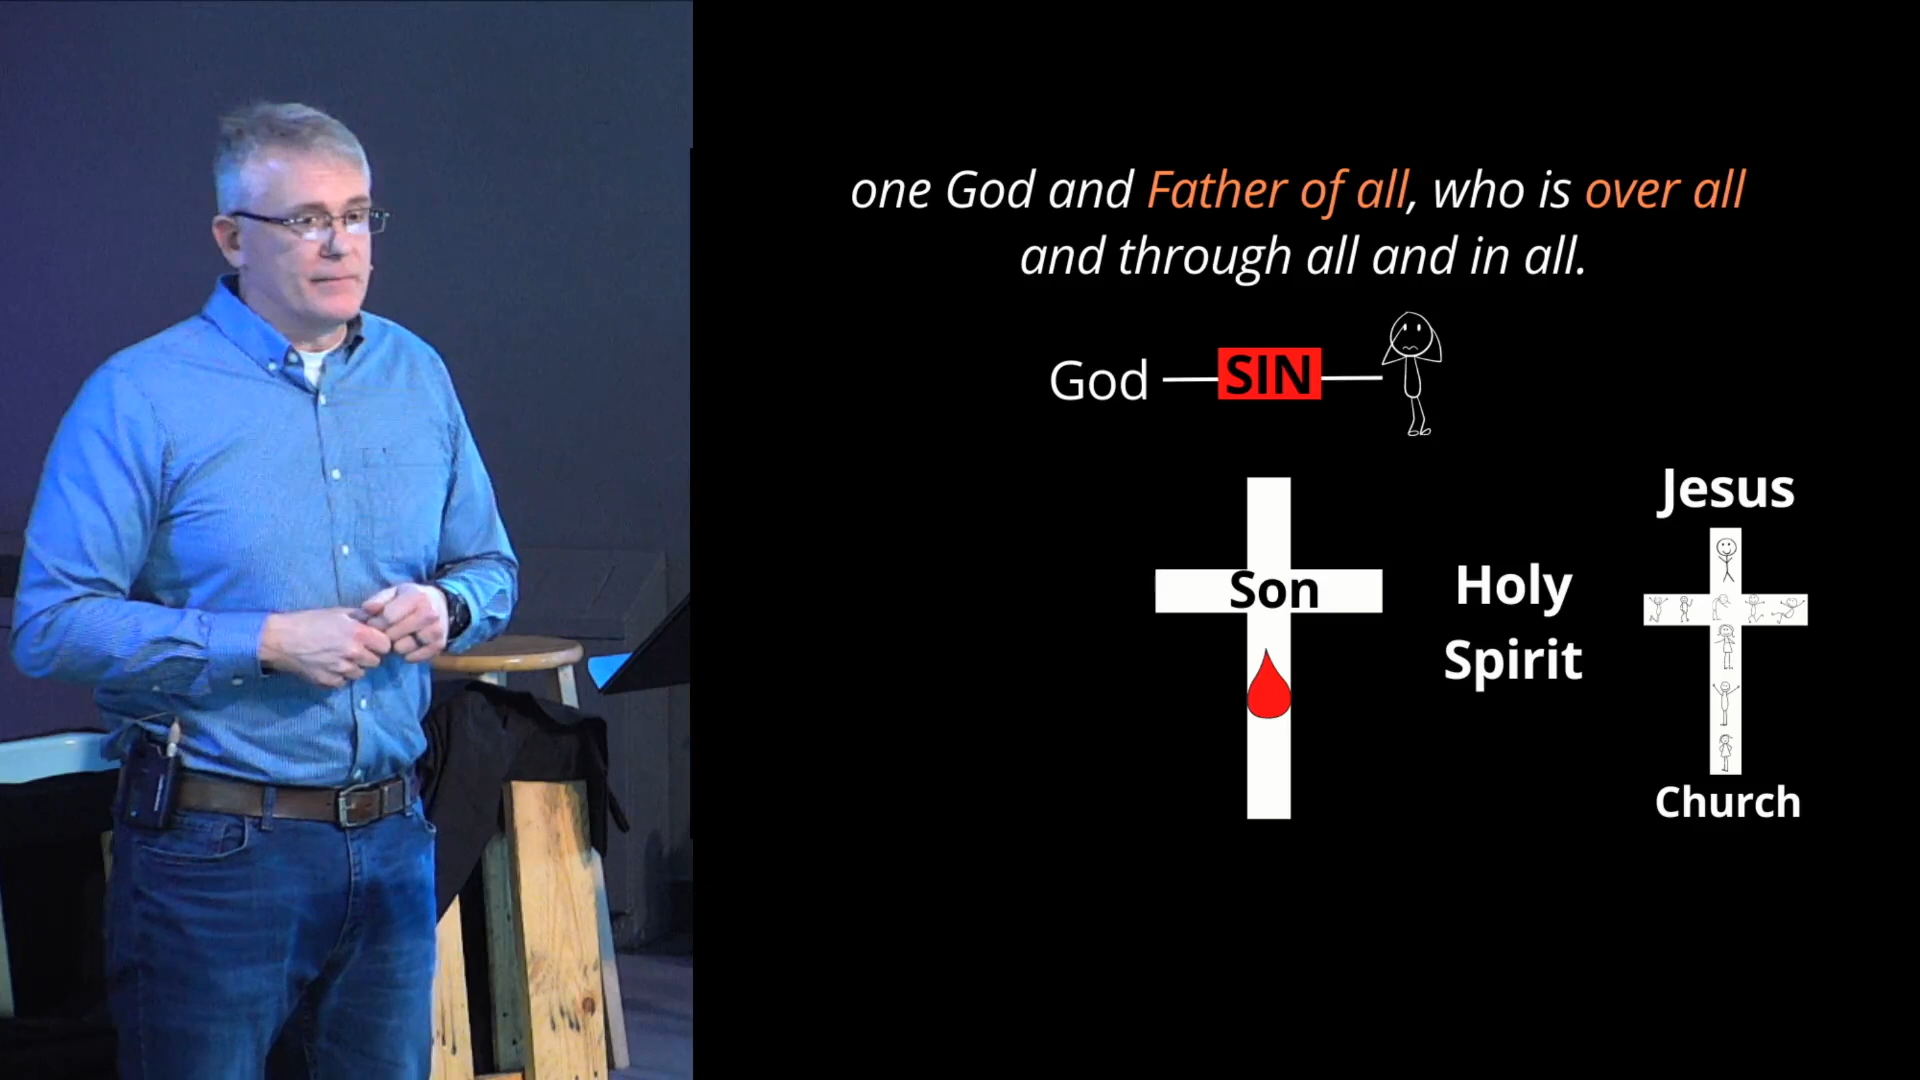 one God and Father of all, who is over all
and through all and in all.
God SIN
Jesus
Son
Holy
Spirit
Church